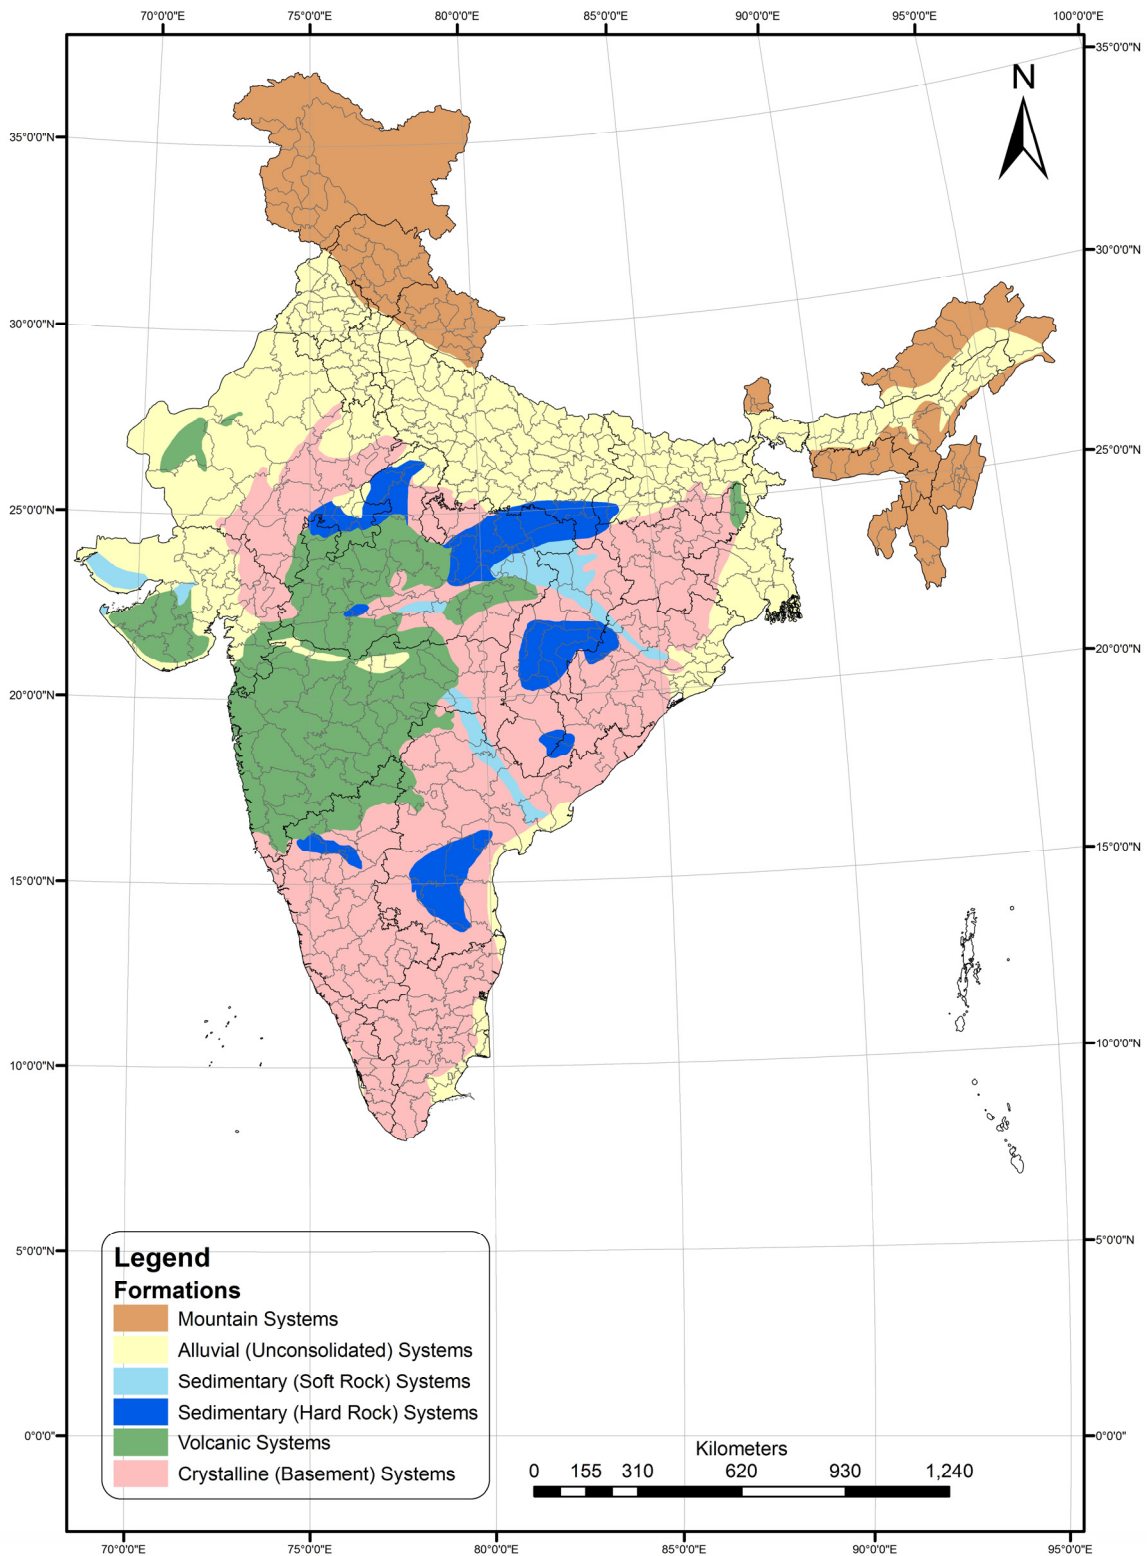 70°0'0"E 75°0'0"E 80°0'0"E 85°0'0"E 90°0'0"E 95°0'0"E 100°0'0"E
35°0'0"N
N
35°0'0"N
30°0'0"N
30°0'0"N
25°0'0"N
25°0'0"N
20°0'0"N
20°0'0"N
15°0'0"N
15°0'0"N
10°0'0"N
10°0'0"N
5°0'0"N
5°0'0"N
Legend
Formations
Mountain Systems
Alluvial (Unconsolidated) Systems
Sedimentary (Soft Rock) Systems
Sedimentary (Hard Rock) Systems
Volcanic Systems
Crystalline (Basement) Systems
0°0'0"
0°0'0"
Kilometers
0 155 310 620 930 1,240
70°0'0"E 75°0'0"E 80°0'0"E 85°0'0"E 90°0'0"E 95°0'0"E